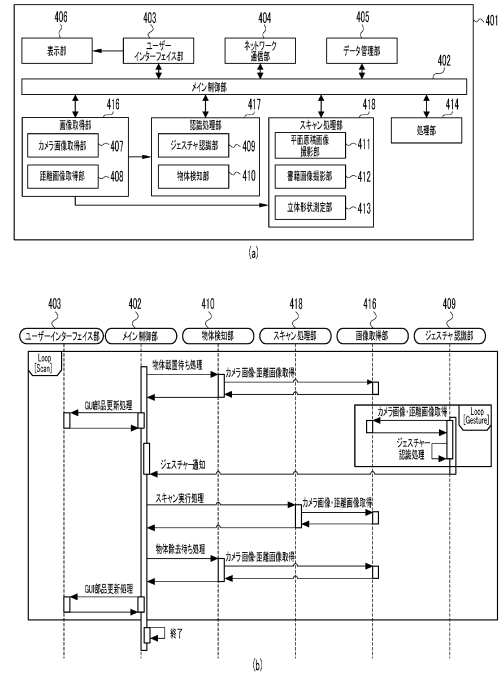 401
406
403
404
405
表示部
ユーザー
インターフェイス部
ネットワーク
通信部
データ管理部
402
メイン制御部
416
画像取得部
カメラ画像取得部
407
距離画像取得部
408
417
認識処理部
ジェスチャ認識部
409
物体検知部
410
418
スキャン処理部
平面原稿画像
撮影部
411
書籍画像撮影部
412
立体形状測定部
413
414
処理部
(a)
403
402
410
418
416
409
ユーザーインターフェイス部
メイン制御部
物体検知部
スキャン処理部
画像取得部
ジェスチャ認識部
Loop
[Scan]
物体載置待ち処理
カメラ画像・距離画像取得
GUI部品更新処理
カメラ画像・距離画像取得
Loop
[Gesture]
ジェスチャー
認識処理
ジェスチャー通知
スキャン実行処理
カメラ画像・距離画像取得
物体除去待ち処理
カメラ画像・距離画像取得
GUI部品更新処理
終了
(b)